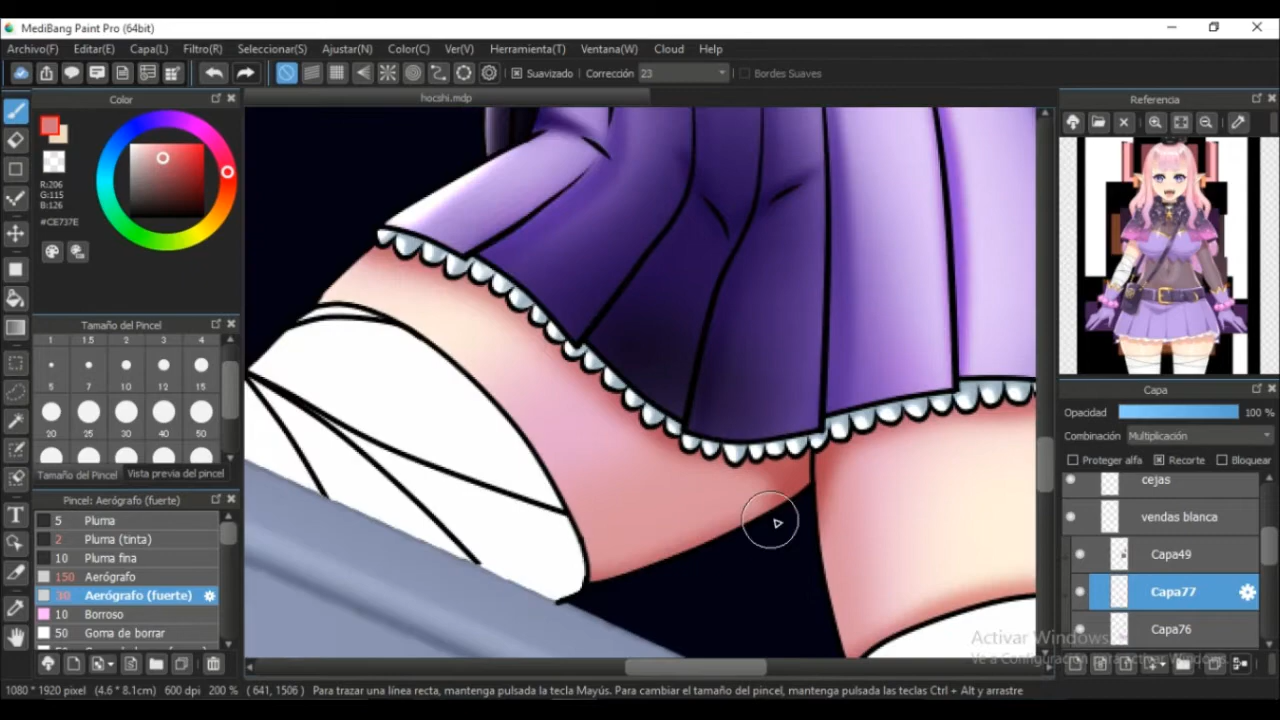 MediBang Paint Pro (64bit)
Archivo(F) Editar(E) Capa(L) Filtro(R) Seleccionar(S) Ajustar(N) Color(C) Ver(V) Herramienta(T) Ventana(W) Cloud Help
Suavizado Corrección 23 Bordes Suaves
Color
hocshi.mdp
Referencia
R:206
G:115
B:126
#CE737E
Tamaño del Pincel
1 1.5 2 3 4
5 7 10 12 15
20 25 30 40 50
Tamaño del Pincel Vista previa del pincel
Pincel: Aerógrafo (fuerte)
5 Pluma
2 Pluma (tinta)
10 Pluma fina
150 Aerógrafo
30 Aerógrafo (fuerte)
10 Borroso
50 Goma de borrar
Capa
Opacidad 100 %
Combinación Multiplicación
Proteger alfa Recorte Bloquear
cejas
vendas blanca
Capa49
Capa77
Capa76
Activar Windows
Ve a Configuración para activar Windows.
1080 * 1920 pixel (4.6 * 8.1cm) 600 dpi 200 % ( 641, 1506 ) Para trazar una línea recta, mantenga pulsada la tecla Mayús. Para cambiar el tamaño del pincel, mantenga pulsada las teclas Ctrl + Alt y arrastre